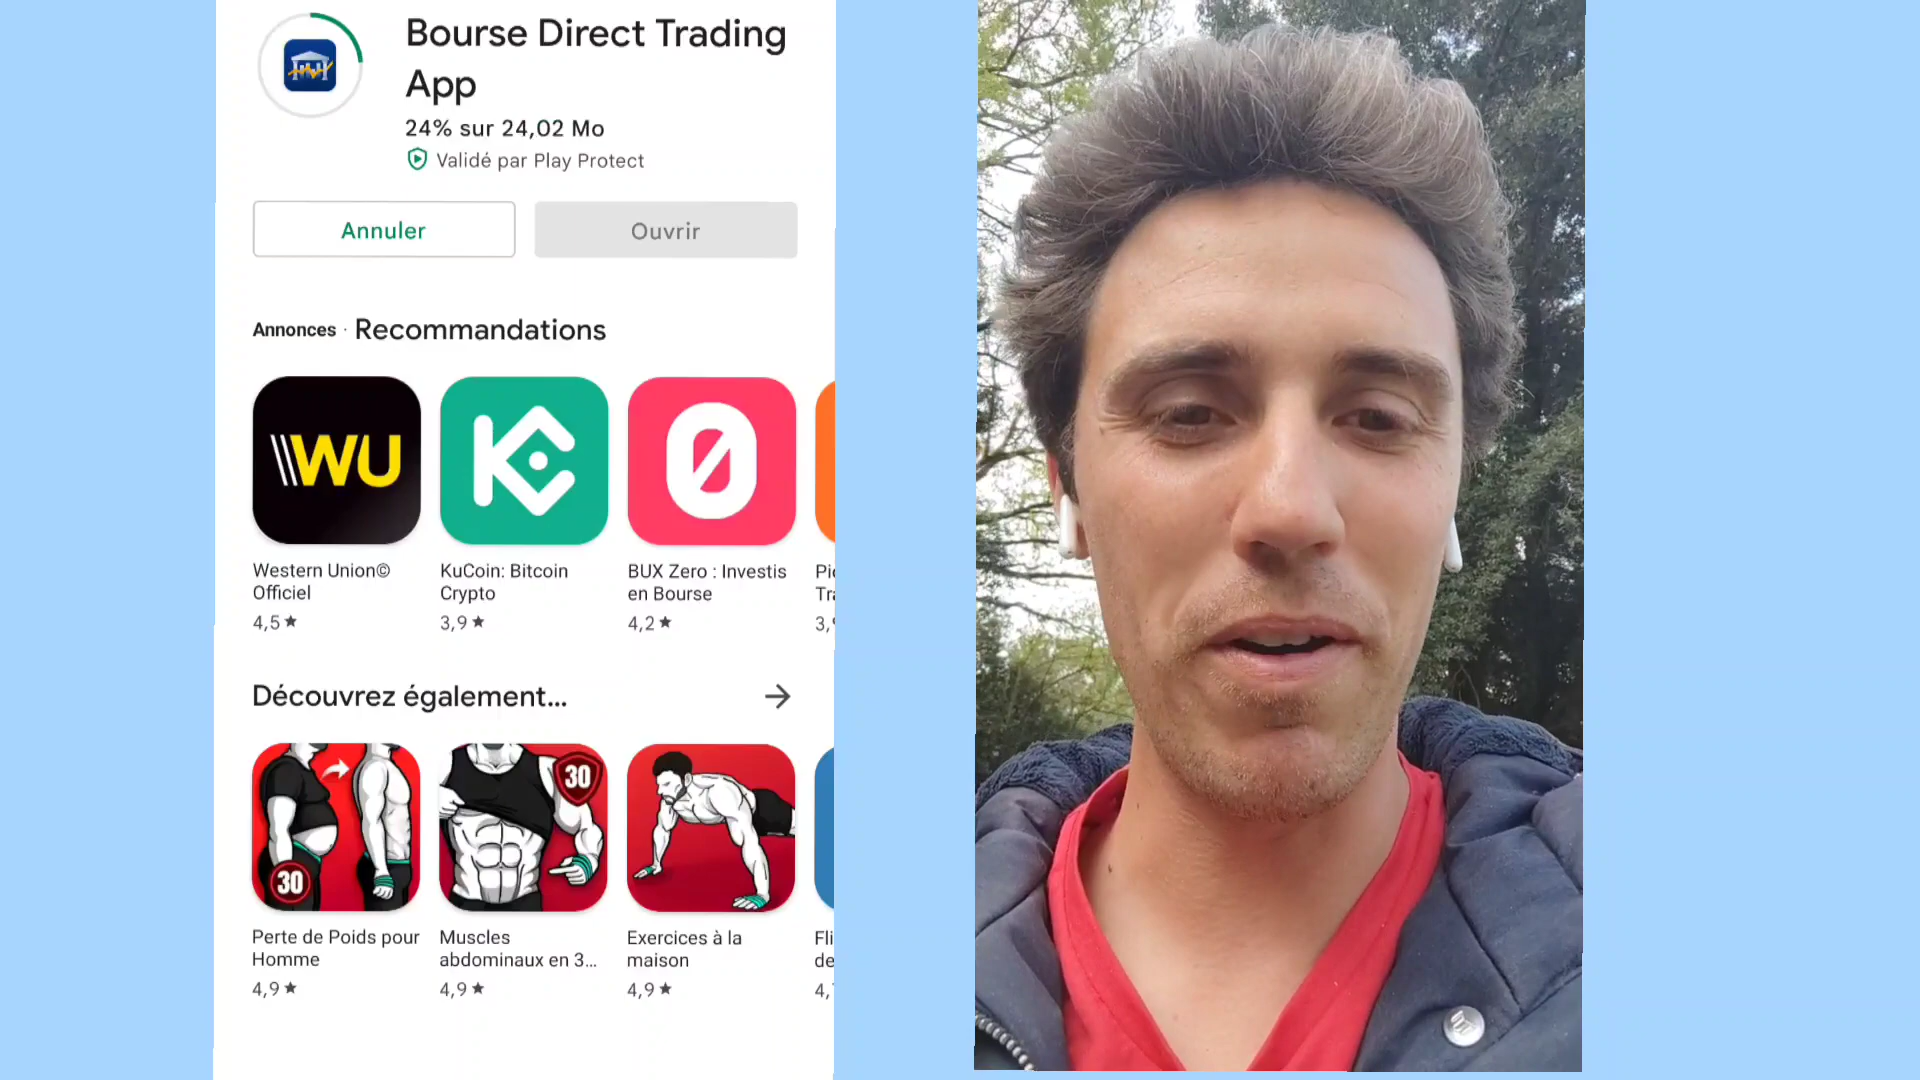 Bourse Direct Trading
App
24% sur 24,02 Mo
Validé par Play Protect
Annuler
Ouvrir
Annonces · Recommandations
WU
Western Union©
Officiel
4,5★
KuCoin: Bitcoin
Crypto
3,9★
BUX Zero : Investis
en Bourse
4,2★
Découvrez également...
30
30
Perte de Poids pour
Homme
4,9★
Muscles
abdominaux en 3...
4,9★
Exercices à la
maison
4,9★